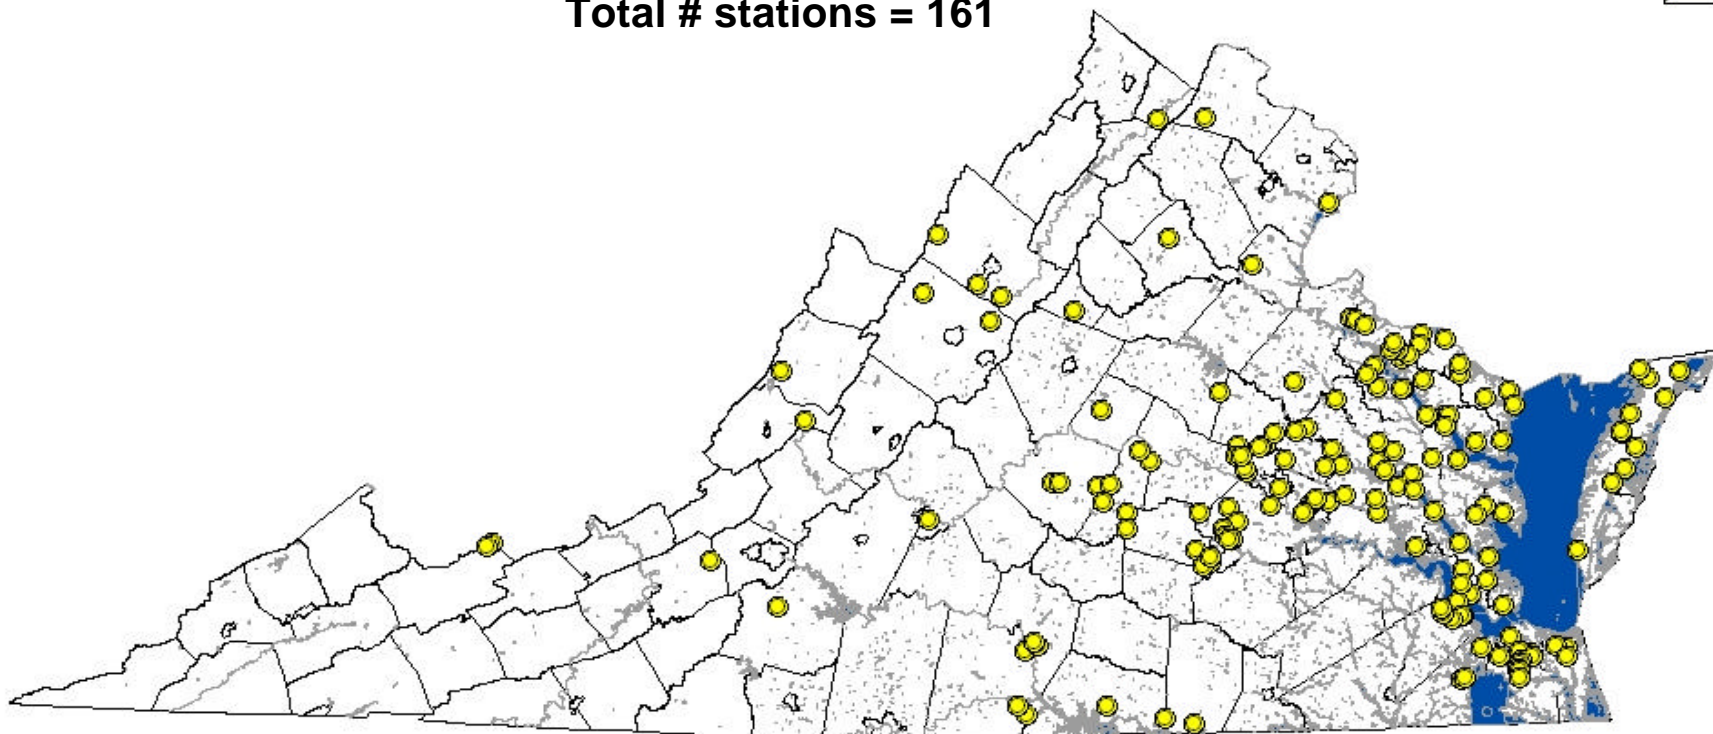 Total # stations = 161